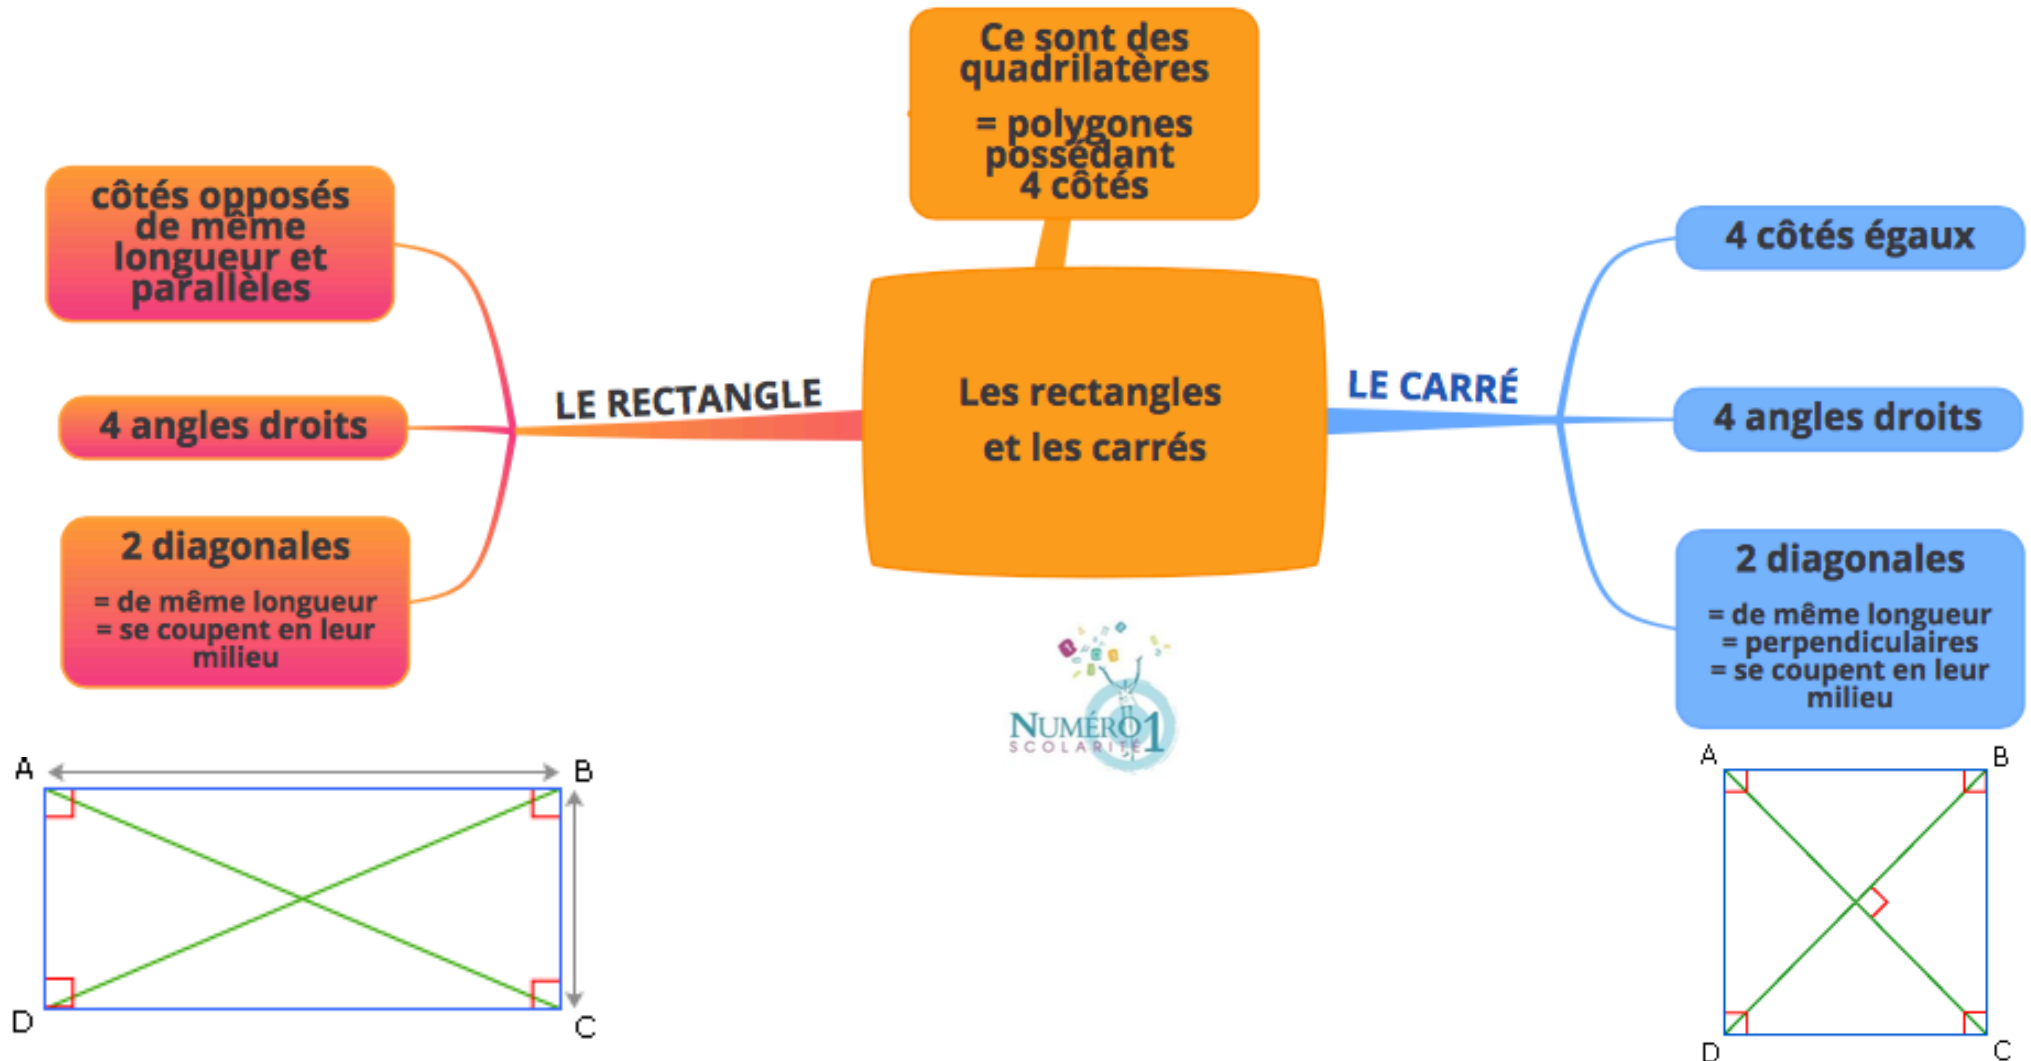 Ce sont des
quadrilatères
= polygones
possédant
4 côtés
côtés opposés
de même
longueur et
parallèles
4 angles droits
2 diagonales
= de même longueur
= se coupent en leur
milieu
LE RECTANGLE
Les rectangles
et les carrés
LE CARRÉ
4 côtés égaux
4 angles droits
2 diagonales
= de même longueur
= perpendiculaires
= se coupent en leur
milieu
NUMÉRO1
SCOLARITÉ
A
B
D
C
A
B
D
C